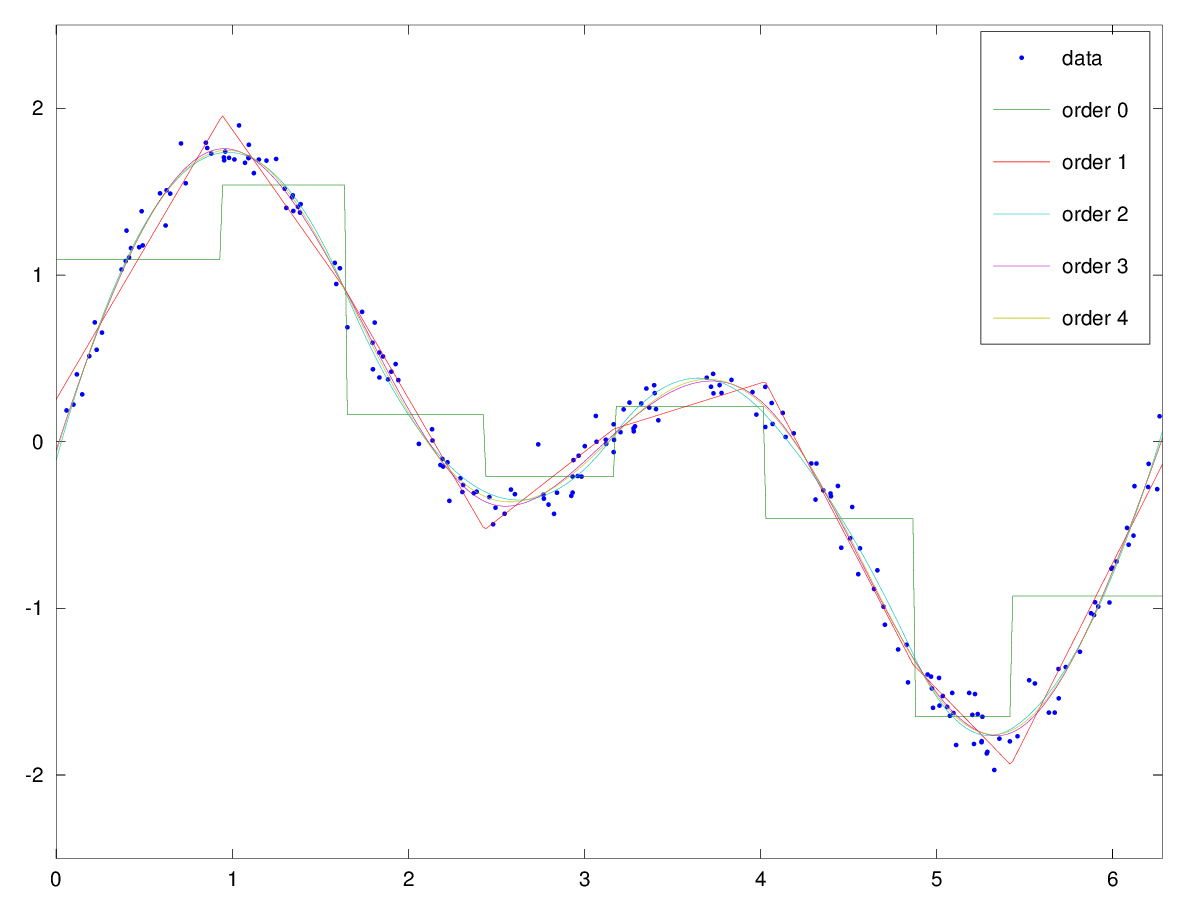 data
order 0
order 1
order 2
order 3
order 4
2
1
0
-1
-2
0 1 2 3 4 5 6